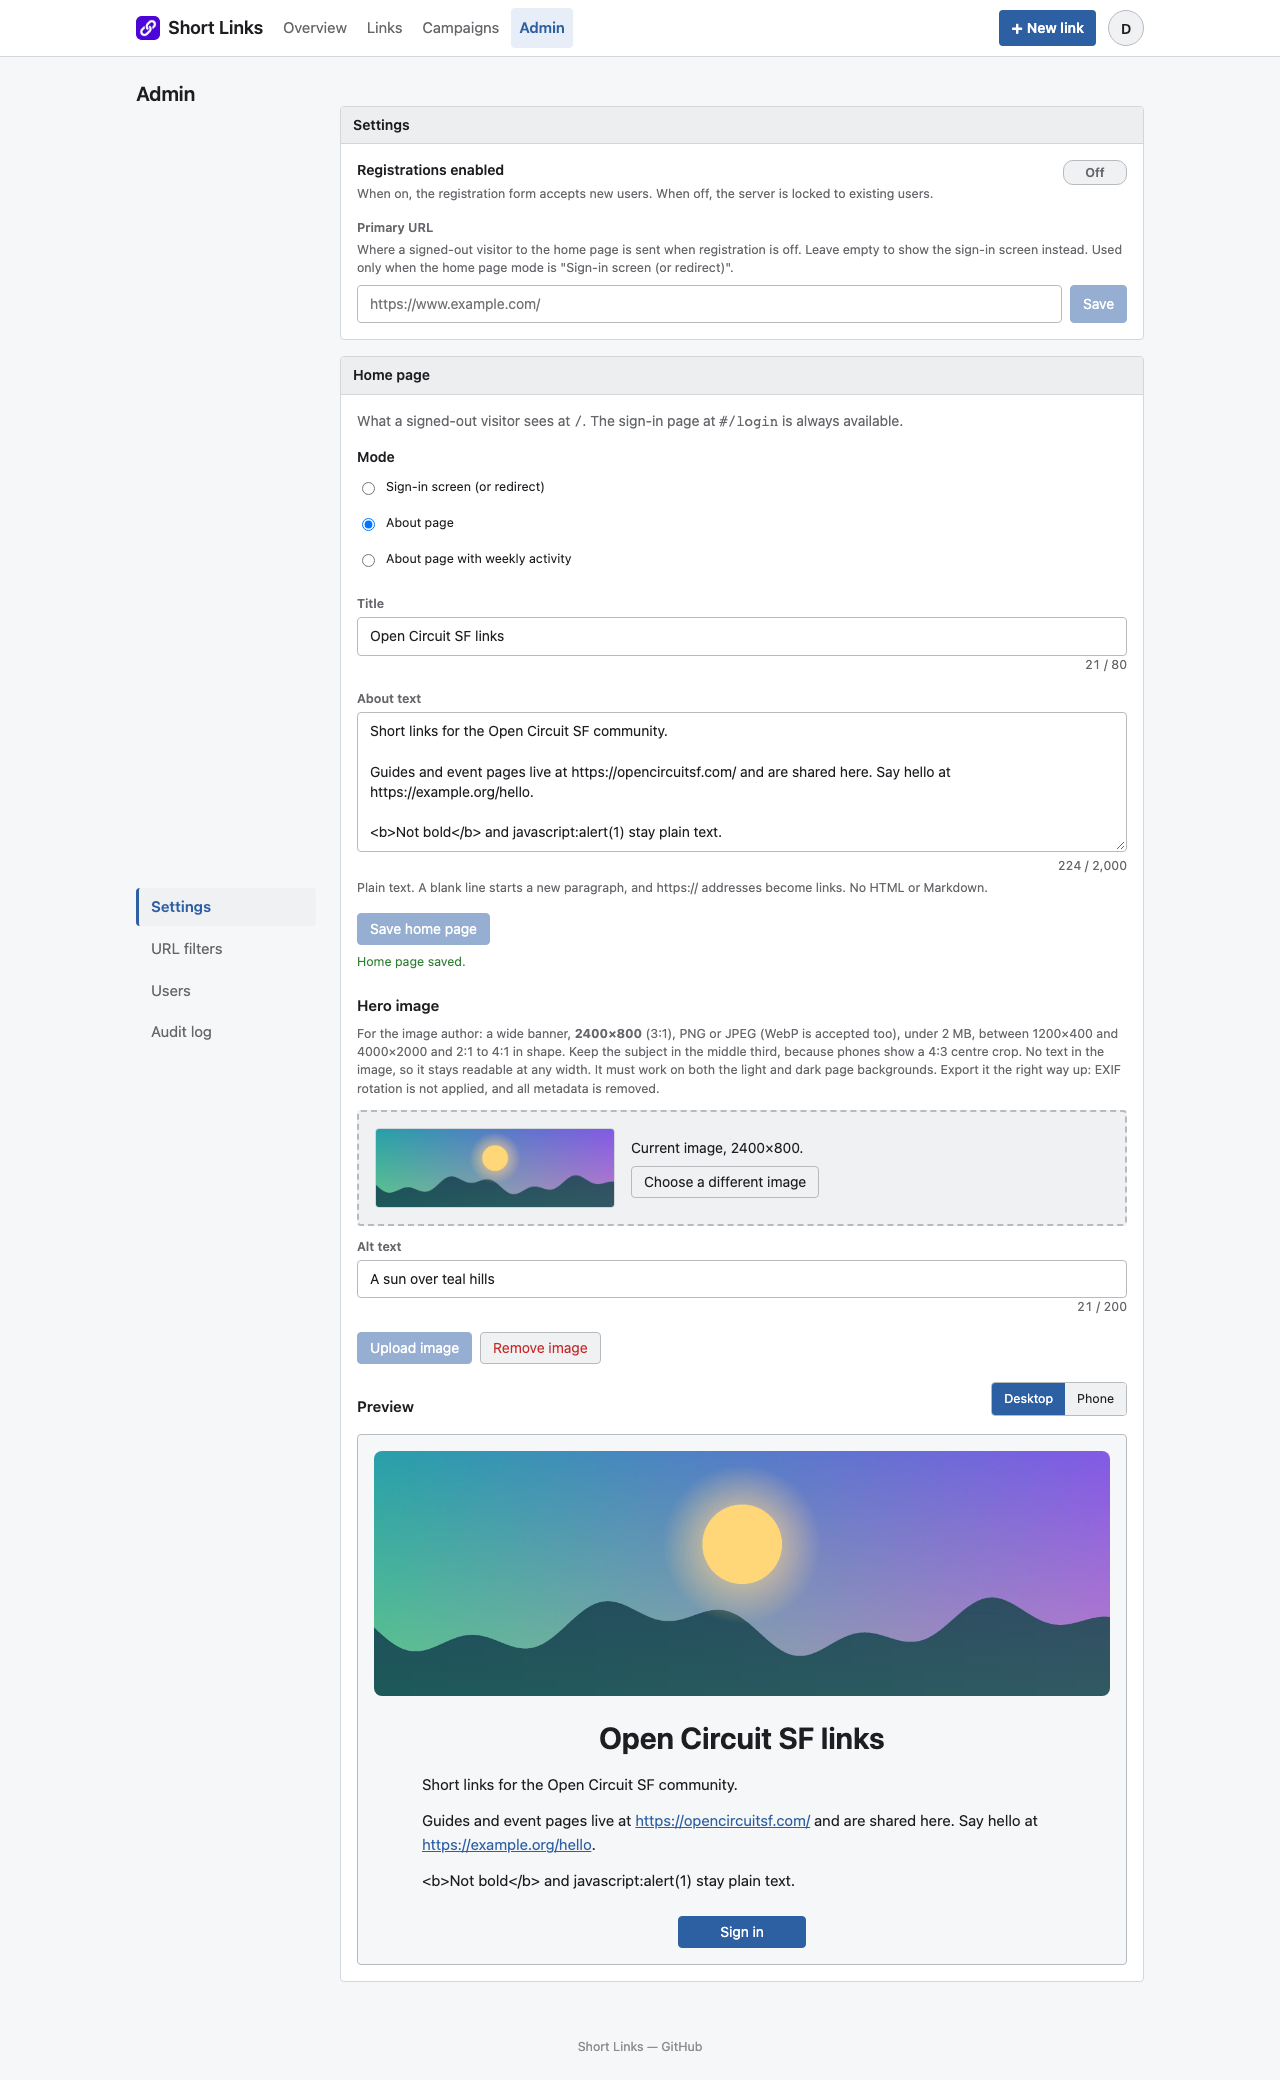 Short Links
Overview
Links
Campaigns
Admin
+ New link
D
Admin
Settings
Registrations enabled
Off
When on, the registration form accepts new users. When off, the server is locked to existing users.
Primary URL
Where a signed-out visitor to the home page is sent when registration is off. Leave empty to show the sign-in screen instead. Used
only when the home page mode is "Sign-in screen (or redirect)".
https://www.example.com/
Save
Home page
What a signed-out visitor sees at /. The sign-in page at #/login is always available.
Mode
Sign-in screen (or redirect)
About page
About page with weekly activity
Title
Open Circuit SF links
21 / 80
About text
Short links for the Open Circuit SF community.
Guides and event pages live at https://opencircuitsf.com/ and are shared here. Say hello at
https://example.org/hello.
<b>Not bold</b> and javascript:alert(1) stay plain text.
224 / 2,000
Plain text. A blank line starts a new paragraph, and https:// addresses become links. No HTML or Markdown.
Save home page
Home page saved.
Settings
URL filters
Users
Audit log
Hero image
For the image author: a wide banner, 2400×800 (3:1), PNG or JPEG (WebP is accepted too), under 2 MB, between 1200×400 and
4000×2000 and 2:1 to 4:1 in shape. Keep the subject in the middle third, because phones show a 4:3 centre crop. No text in the
image, so it stays readable at any width. It must work on both the light and dark page backgrounds. Export it the right way up: EXIF
rotation is not applied, and all metadata is removed.
Current image, 2400×800.
Choose a different image
Alt text
A sun over teal hills
21 / 200
Upload image
Remove image
Preview
Desktop
Phone
Open Circuit SF links
Short links for the Open Circuit SF community.
Guides and event pages live at https://opencircuitsf.com/ and are shared here. Say hello at
https://example.org/hello.
<b>Not bold</b> and javascript:alert(1) stay plain text.
Sign in
Short Links — GitHub